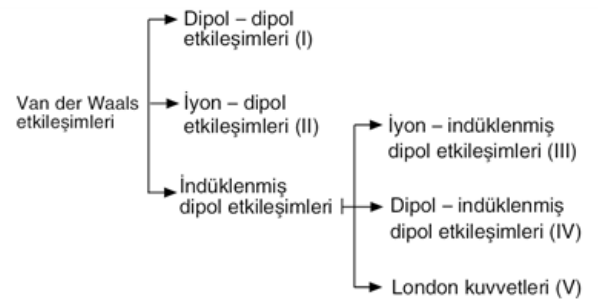 Dipol – dipol
etkileşimleri (I)
Van der Waals
etkileşimleri
İyon – dipol
etkileşimleri (II)
İndüklenmiş
dipol etkileşimleri
İyon – indüklenmiş
dipol etkileşimleri (III)
Dipol – indüklenmiş
dipol etkileşimleri (IV)
London kuvvetleri (V)